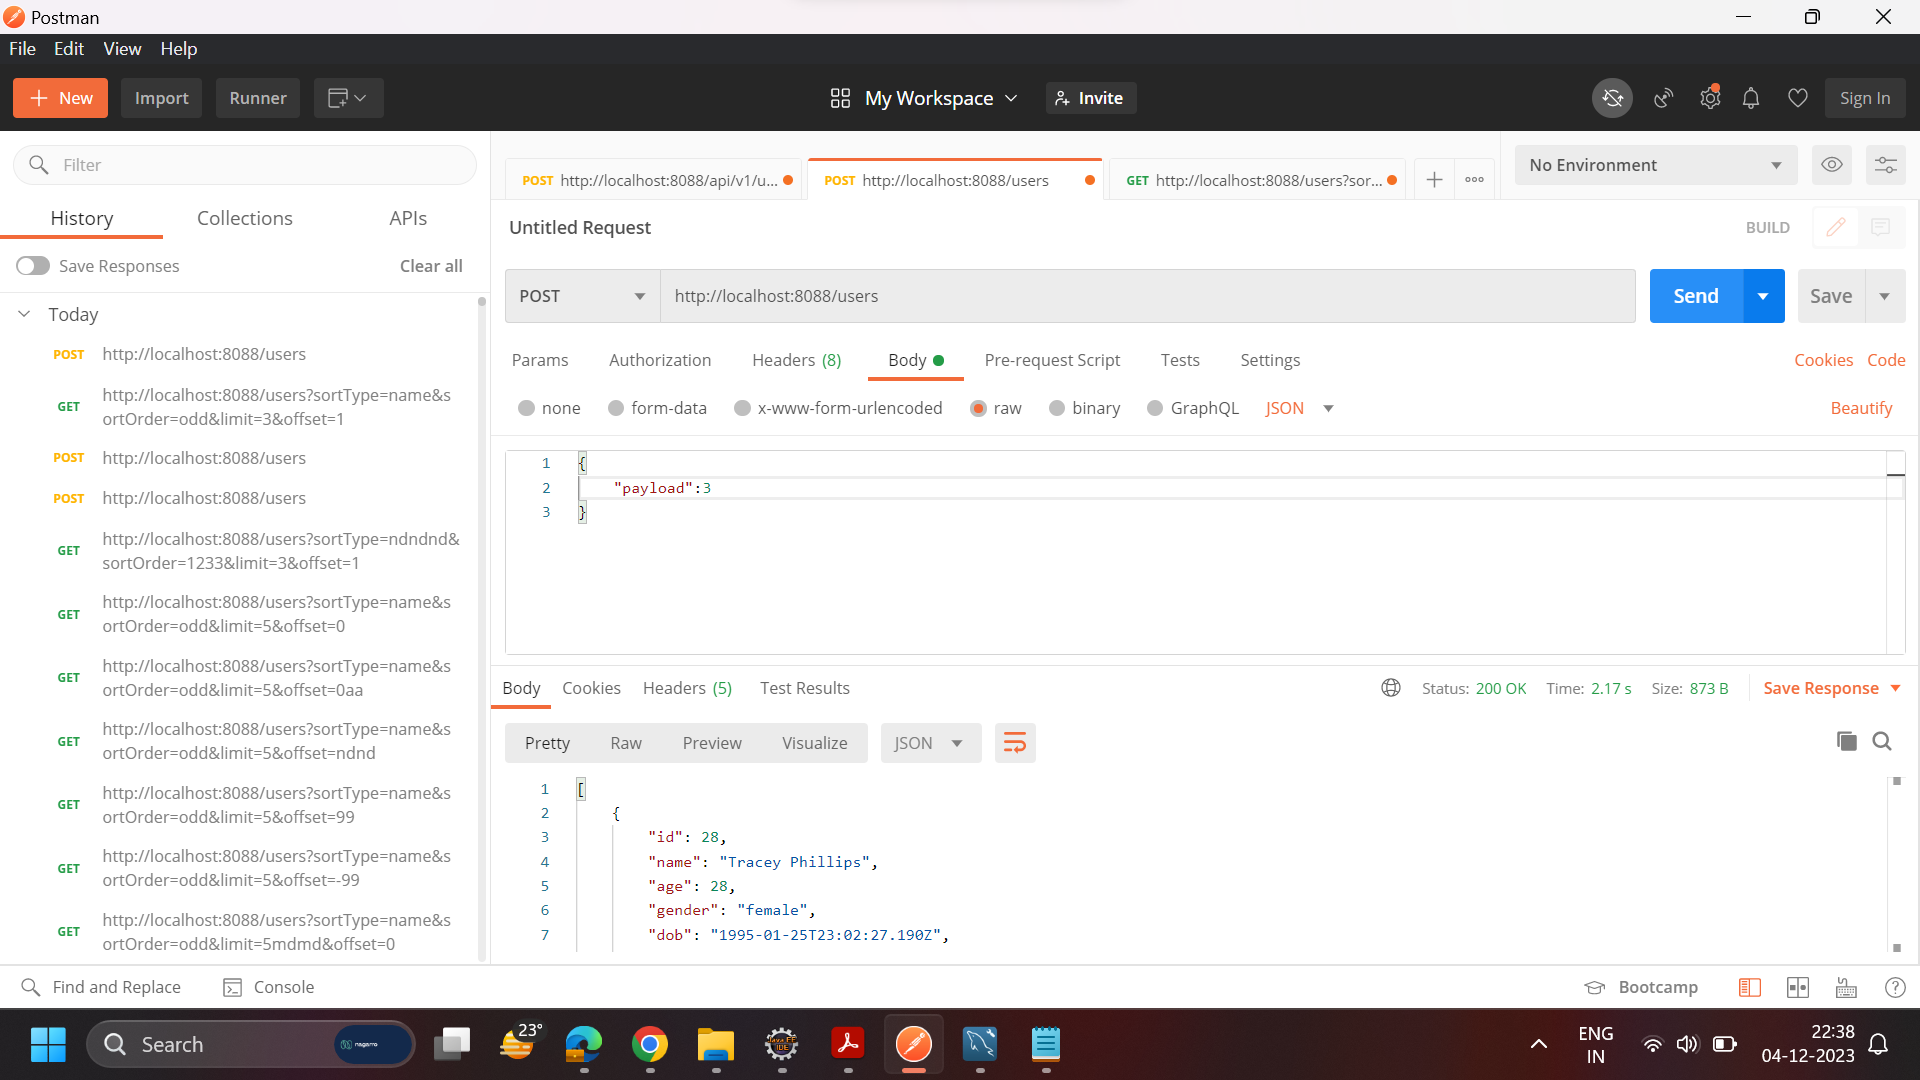 Postman
File Edit View Help
New Import Runner My Workspace Invite Sign In
Filter
History Collections APIs
Save Responses Clear all
Today
POST http://localhost:8088/users
GET http://localhost:8088/users?sortType=name&s
ortOrder=odd&limit=3&offset=1
POST http://localhost:8088/users
POST http://localhost:8088/users
GET http://localhost:8088/users?sortType=ndndnd&
sortOrder=1233&limit=3&offset=1
GET http://localhost:8088/users?sortType=name&s
ortOrder=odd&limit=5&offset=0
GET http://localhost:8088/users?sortType=name&s
ortOrder=odd&limit=5&offset=0aa
GET http://localhost:8088/users?sortType=name&s
ortOrder=odd&limit=5&offset=ndnd
GET http://localhost:8088/users?sortType=name&s
ortOrder=odd&limit=5&offset=99
GET http://localhost:8088/users?sortType=name&s
ortOrder=odd&limit=5&offset=-99
GET http://localhost:8088/users?sortType=name&s
ortOrder=odd&limit=5mdmd&offset=0
POST http://localhost:8088/api/v1/u... POST http://localhost:8088/users GET http://localhost:8088/users?sor... No Environment
Untitled Request BUILD
POST http://localhost:8088/users Send Save
Params Authorization Headers (8) Body Pre-request Script Tests Settings Cookies Code
none form-data x-www-form-urlencoded raw binary GraphQL JSON Beautify
1 {
2 "payload":3
3 }
Body Cookies Headers (5) Test Results Status: 200 OK Time: 2.17 s Size: 873 B Save Response
Pretty Raw Preview Visualize JSON
1 [
2 {
3 "id": 28,
4 "name": "Tracey Phillips",
5 "age": 28,
6 "gender": "female",
7 "dob": "1995-01-25T23:02:27.190Z",
Find and Replace Console Bootcamp
Search nagarro 23° Java EE IDE ENG
IN 22:38
04-12-2023